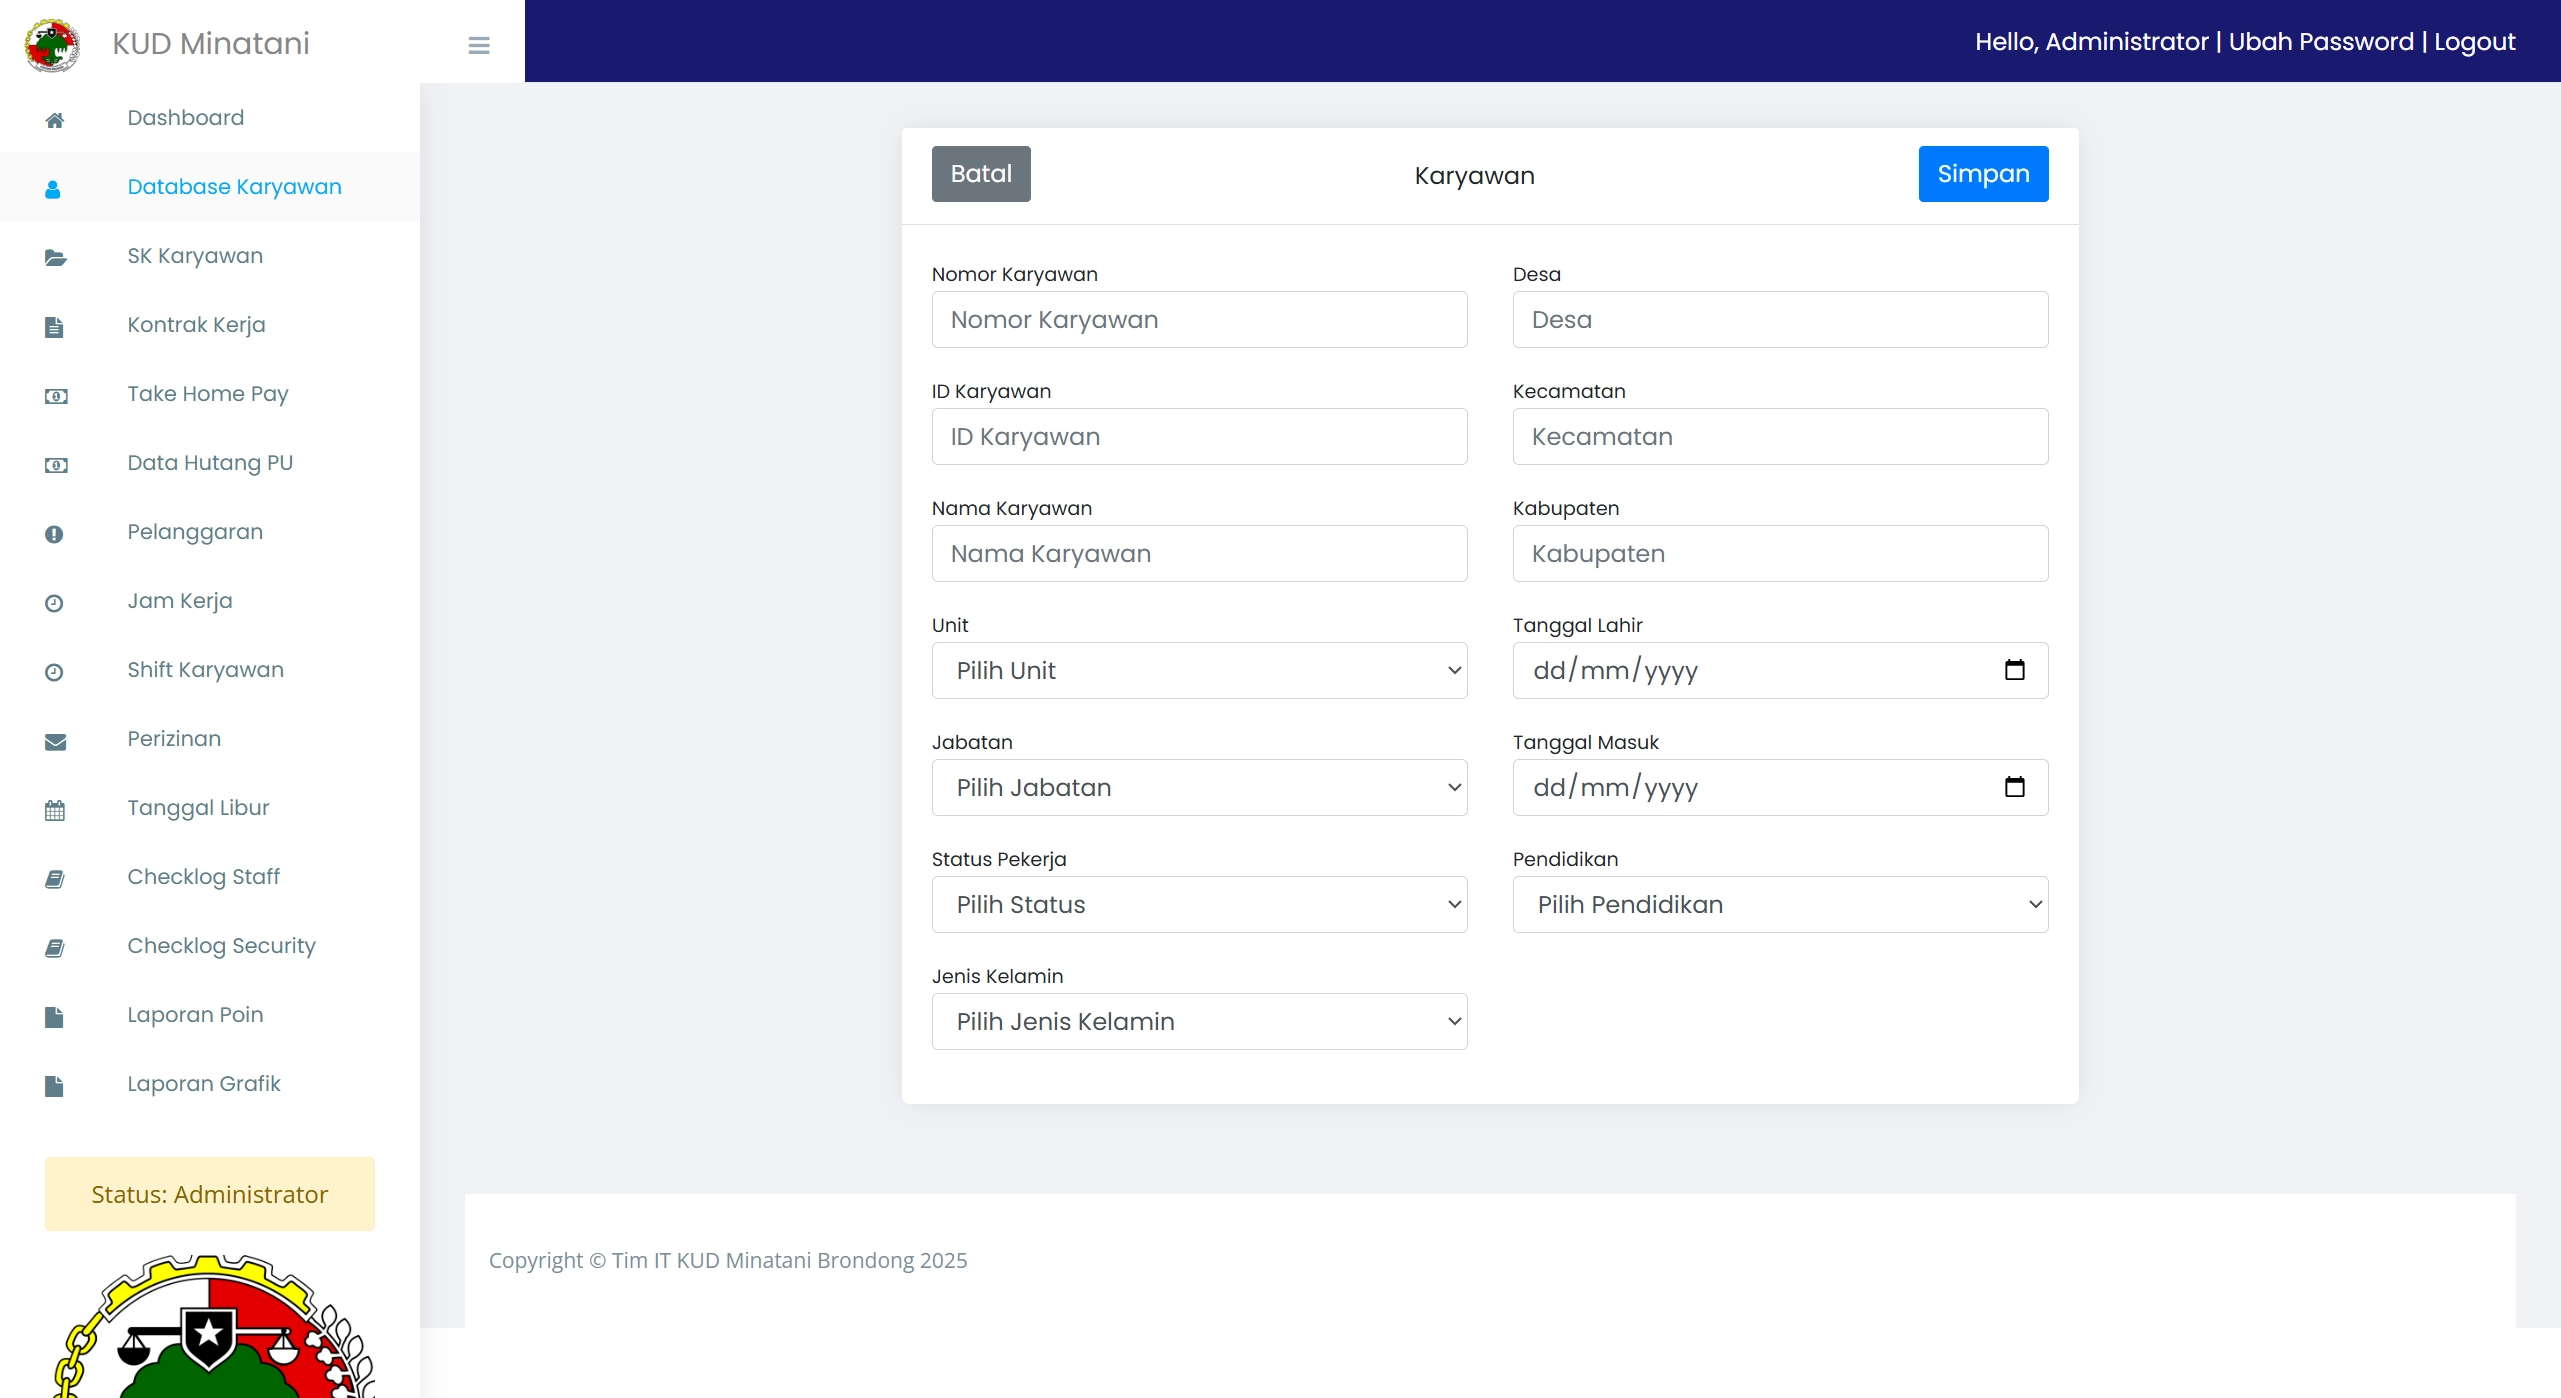 KUD Minatani
Hello, Administrator | Ubah Password | Logout
Dashboard
Database Karyawan
SK Karyawan
Kontrak Kerja
Take Home Pay
Data Hutang PU
Pelanggaran
Jam Kerja
Shift Karyawan
Perizinan
Tanggal Libur
Checklog Staff
Checklog Security
Laporan Poin
Laporan Grafik
Status: Administrator
Batal
Karyawan
Simpan
Nomor Karyawan
Nomor Karyawan
ID Karyawan
ID Karyawan
Nama Karyawan
Nama Karyawan
Unit
Pilih Unit
Jabatan
Pilih Jabatan
Status Pekerja
Pilih Status
Jenis Kelamin
Pilih Jenis Kelamin
Desa
Desa
Kecamatan
Kecamatan
Kabupaten
Kabupaten
Tanggal Lahir
dd/mm/yyyy
Tanggal Masuk
dd/mm/yyyy
Pendidikan
Pilih Pendidikan
Copyright © Tim IT KUD Minatani Brondong 2025